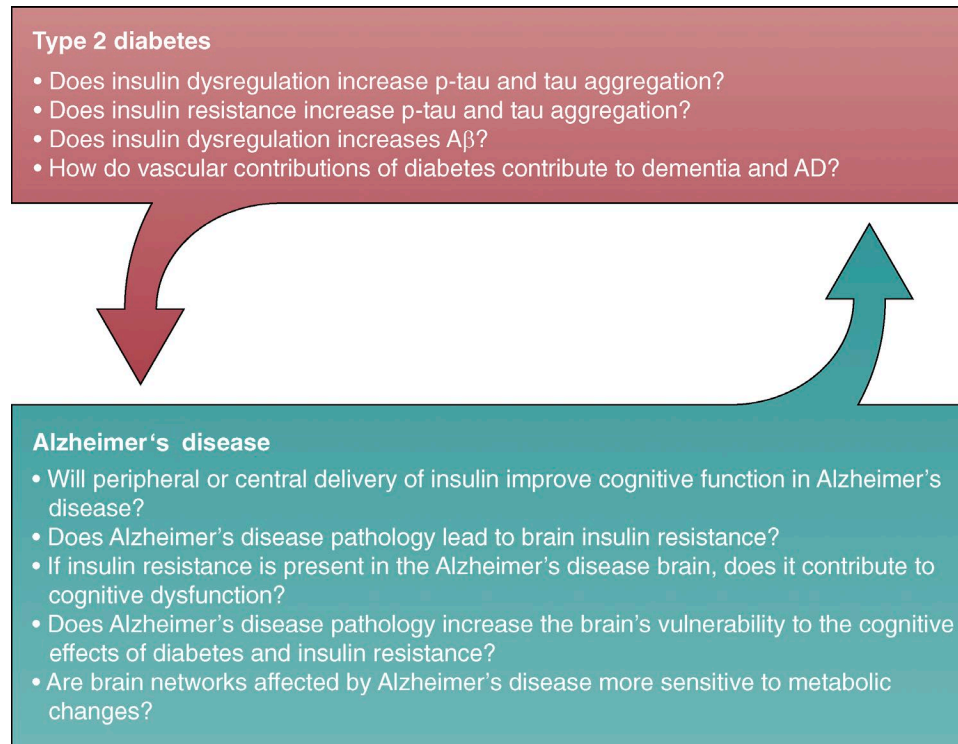 Type 2 diabetes
• Does insulin dysregulation increase p-tau and tau aggregation?
• Does insulin resistance increase p-tau and tau aggregation?
• Does insulin dysregulation increases Aβ?
• How do vascular contributions of diabetes contribute to dementia and AD?
Alzheimer‘s disease
• Will peripheral or central delivery of insulin improve cognitive function in Alzheimer’s
disease?
• Does Alzheimer’s disease pathology lead to brain insulin resistance?
• If insulin resistance is present in the Alzheimer’s disease brain, does it contribute to
cognitive dysfunction?
• Does Alzheimer’s disease pathology increase the brain’s vulnerability to the cognitive
effects of diabetes and insulin resistance?
• Are brain networks affected by Alzheimer’s disease more sensitive to metabolic
changes?